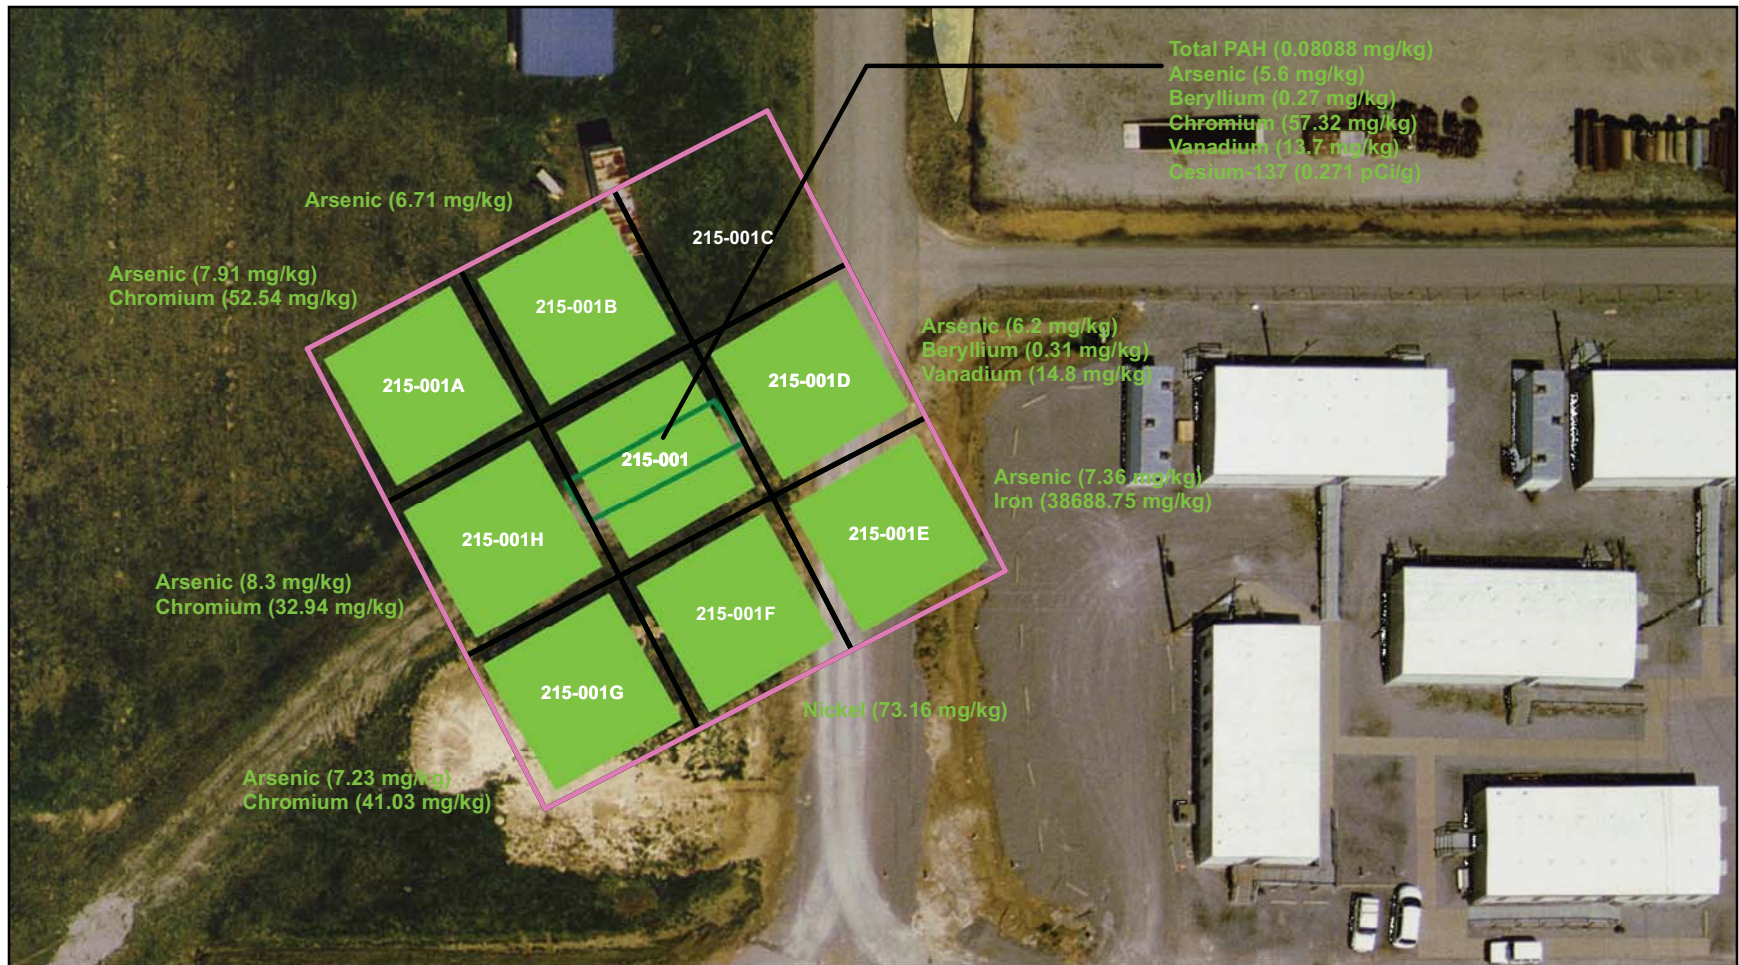 Total PAH (0.08088 mg/kg)
Arsenic (5.6 mg/kg)
Beryllium (0.27 mg/kg)
Chromium (57.32 mg/kg)
Vanadium (13.7 mg/kg)
Cesium-137 (0.271 pCi/g)
Arsenic (6.71 mg/kg)
215-001C
Arsenic (7.91 mg/kg)
Chromium (52.54 mg/kg)
215-001B
Arsenic (6.2 mg/kg)
Beryllium (0.31 mg/kg)
Vanadium (14.8 mg/kg)
215-001A
215-001D
215-001
Arsenic (7.36 mg/kg)
Iron (38688.75 mg/kg)
215-001H
215-001E
Arsenic (8.3 mg/kg)
Chromium (32.94 mg/kg)
215-001F
215-001G
Nickel (73.16 mg/kg)
Arsenic (7.23 mg/kg)
Chromium (41.03 mg/kg)